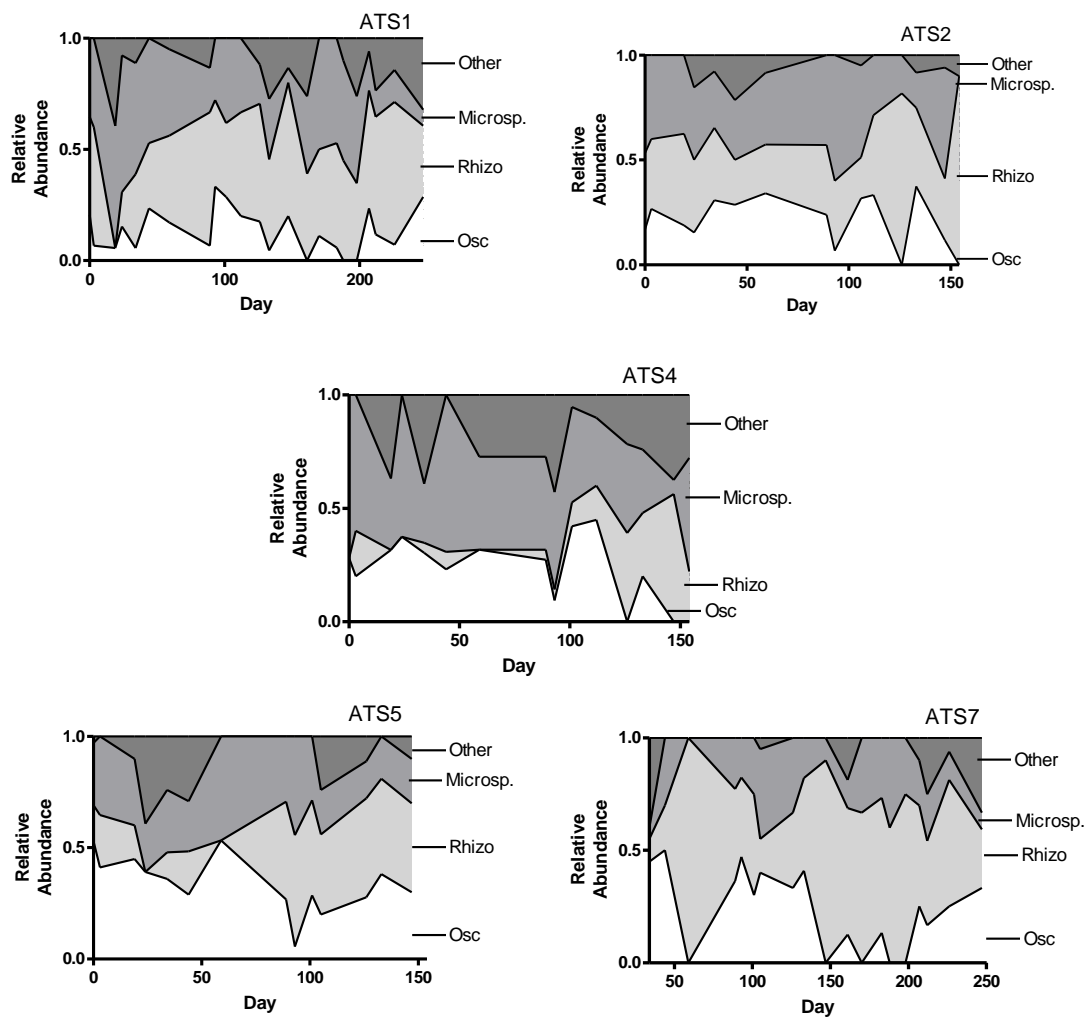 ATS1
1.0
0.5
0.0
Relative
Abundance
0
100
200
Day
Other
Microsp.
Rhizo
Osc
ATS2
1.0
0.5
0.0
Relative
Abundance
0
50
100
150
Day
Other
Microsp.
Rhizo
Osc
ATS4
1.0
0.5
0.0
Relative
Abundance
0
50
100
150
Day
Other
Microsp.
Rhizo
Osc
ATS5
1.0
0.5
0.0
Relative
Abundance
0
50
100
150
Day
Other
Microsp.
Rhizo
Osc
ATS7
1.0
0.5
0.0
Relative
Abundance
50
100
150
200
250
Day
Other
Microsp.
Rhizo
Osc